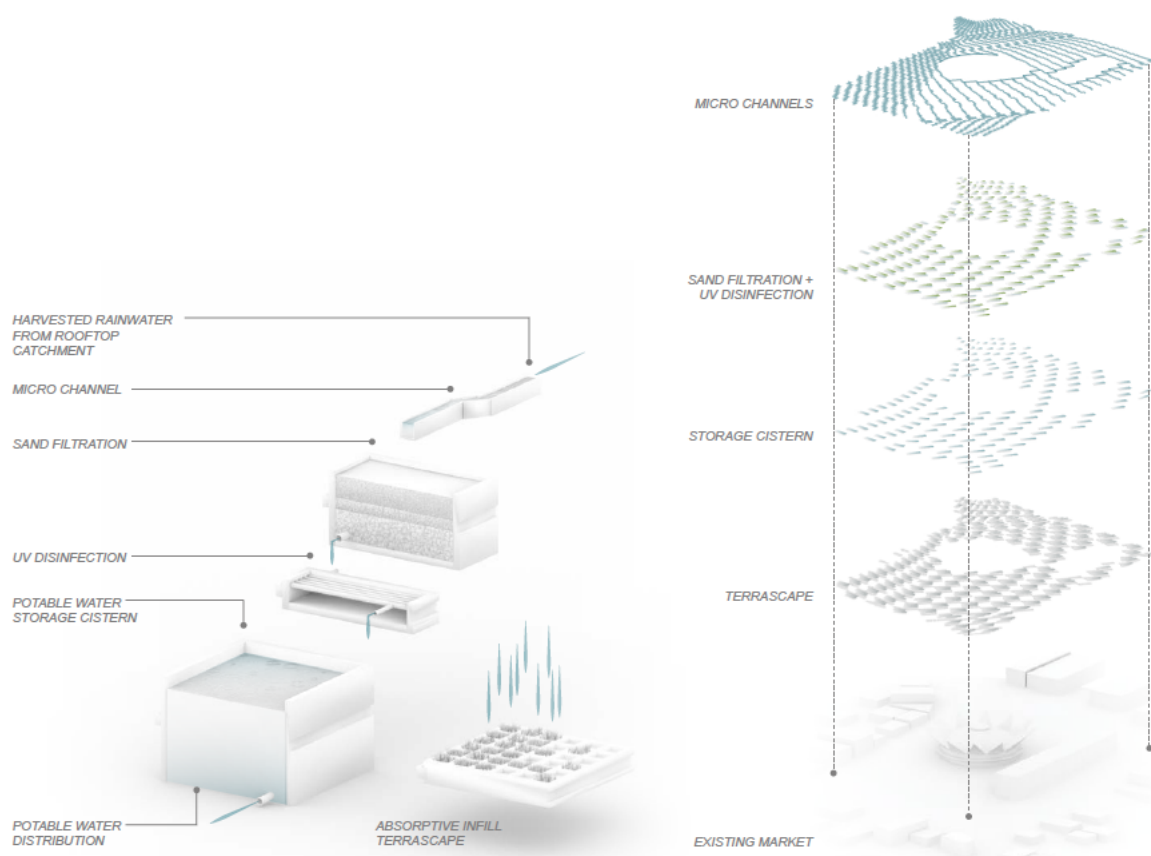 HARVESTED RAINWATER
FROM ROOFTOP
CATCHMENT
MICRO CHANNEL
SAND FILTRATION
UV DISINFECTION
POTABLE WATER
STORAGE CISTERN
POTABLE WATER
DISTRIBUTION
ABSORPTIVE INFILL
TERRASCAPE
MICRO CHANNELS
SAND FILTRATION +
UV DISINFECTION
STORAGE CISTERN
TERRASCAPE
EXISTING MARKET